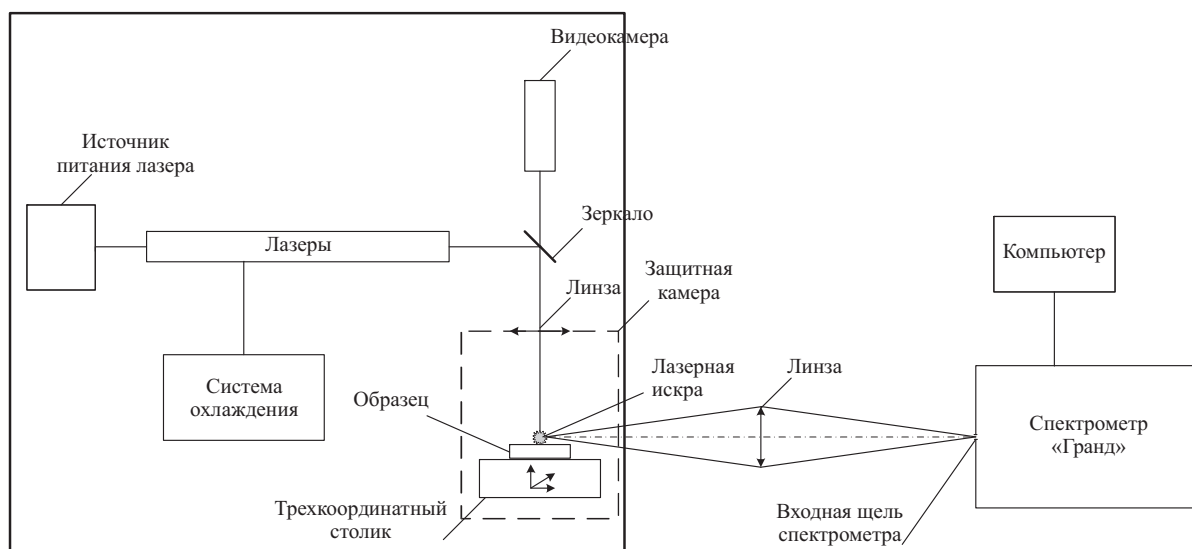 Видеокамера
Источник
питания лазера
Зеркало
Лазеры
Компьютер
Защитная
камера
Линза
Лазерная
искра
Линза
Система
охлаждения
Образец
Спектрометр
«Гранд»
Трехкоординатный
столик
Входная щель
спектрометра